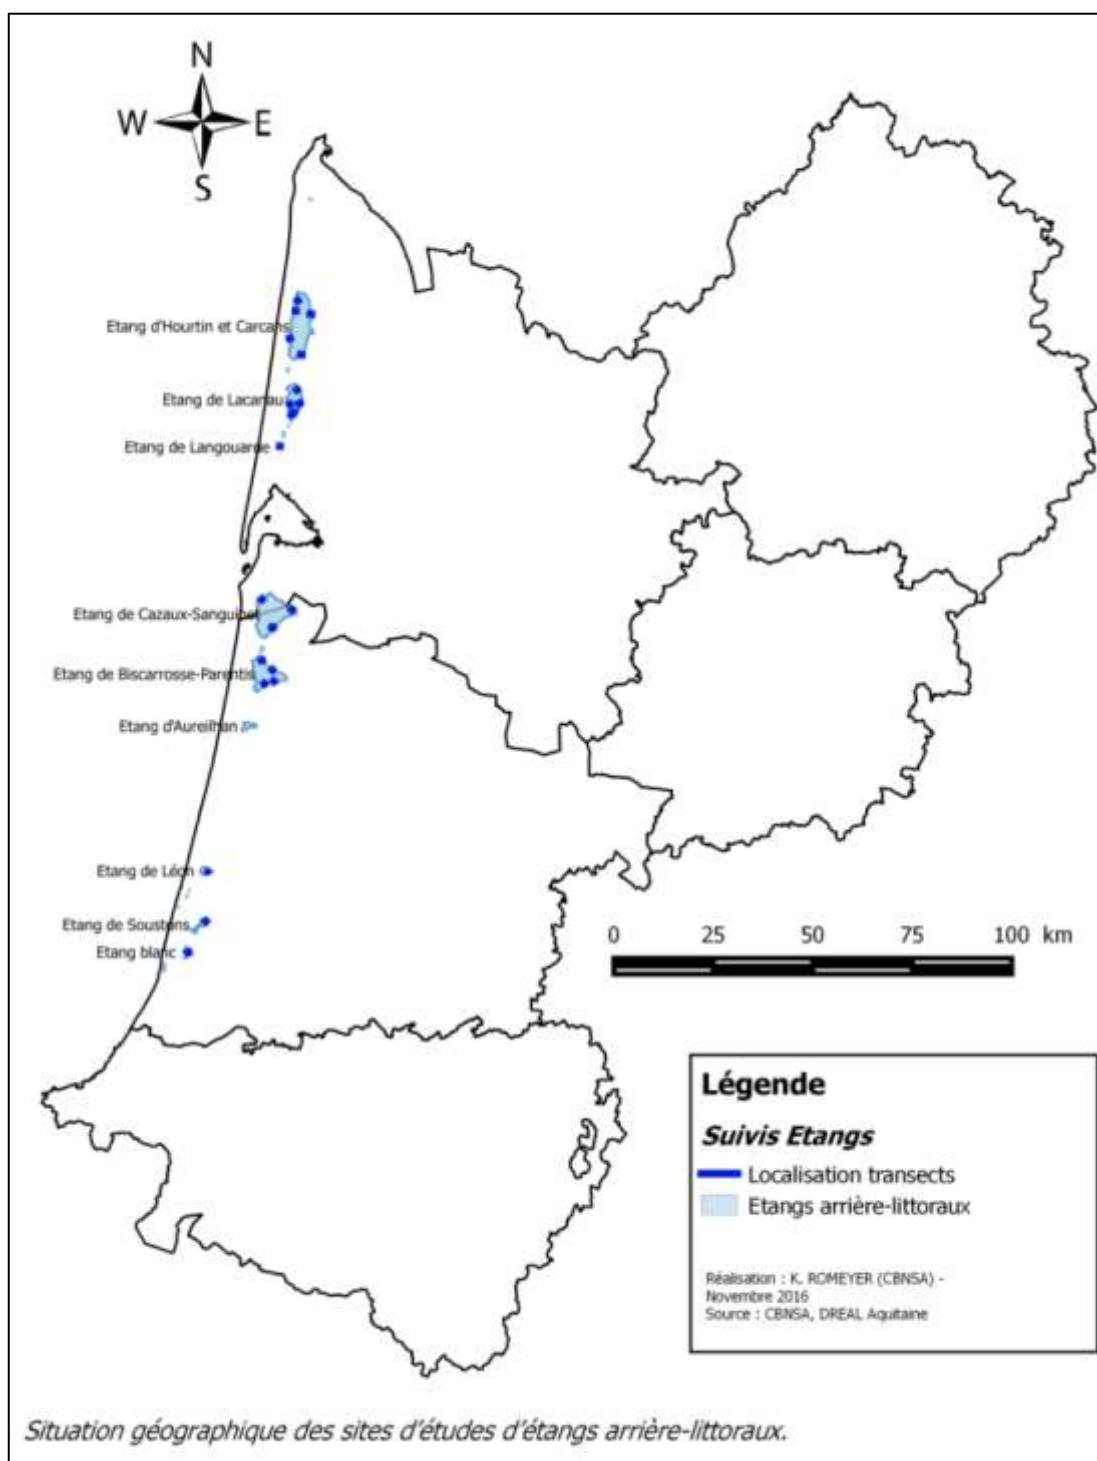 N
W E
S
Etang d'Hourtin et Carcans
Etang de Lacanau
Etang de Langouarde
Etang de Cazaux-Sanguinet
Etang de Biscarrosse-Parentis
Etang d'Aureilhan
Etang de Léon
Etang de Soustons
Etang blanc
0 25 50 75 100 km
Légende
Suivis Etangs
Localisation transects
Etangs arrière-littoraux
Réalisation : K. ROMEYER (CBNSA) -
Novembre 2016
Source : CBNSA, DREAL Aquitaine
Situation géographique des sites d'études d'étangs arrière-littoraux.